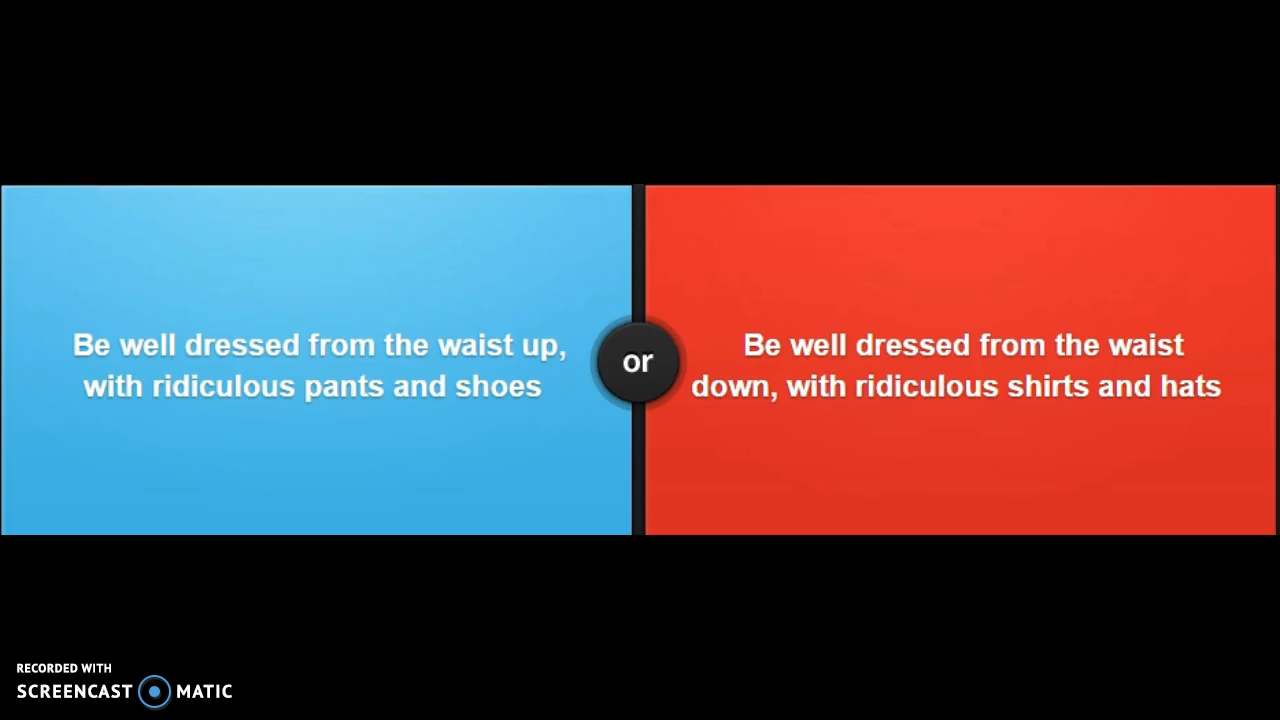 Be well dressed from the waist up,
with ridiculous pants and shoes
or
Be well dressed from the waist
down, with ridiculous shirts and hats
RECORDED WITH
SCREENCAST MATIC